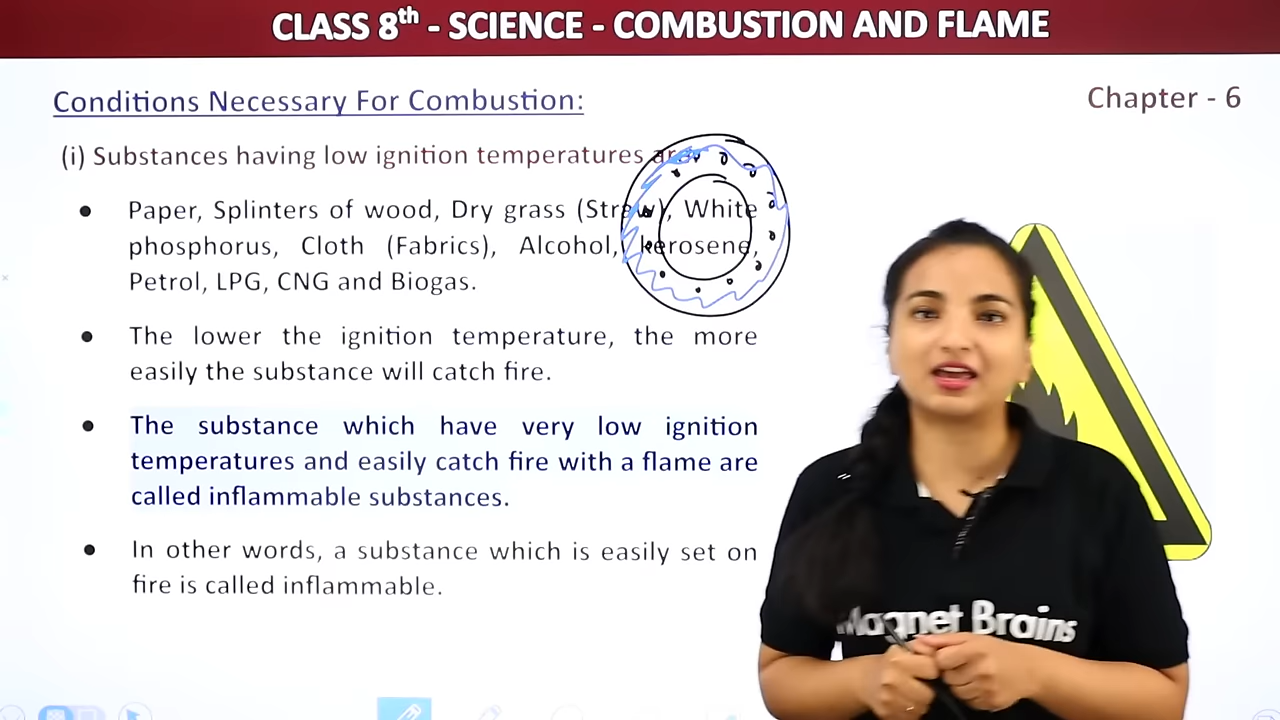 CLASS 8th - SCIENCE - COMBUSTION AND FLAME
Conditions Necessary For Combustion:
Chapter - 6
(i) Substances having low ignition temperatures are:
● Paper, Splinters of wood, Dry grass (Straw), White
phosphorus, Cloth (Fabrics), Alcohol, kerosene,
Petrol, LPG, CNG and Biogas.
● The lower the ignition temperature, the more
easily the substance will catch fire.
● The substance which have very low ignition
temperatures and easily catch fire with a flame are
called inflammable substances.
● In other words, a substance which is easily set on
fire is called inflammable.
Magnet Brains